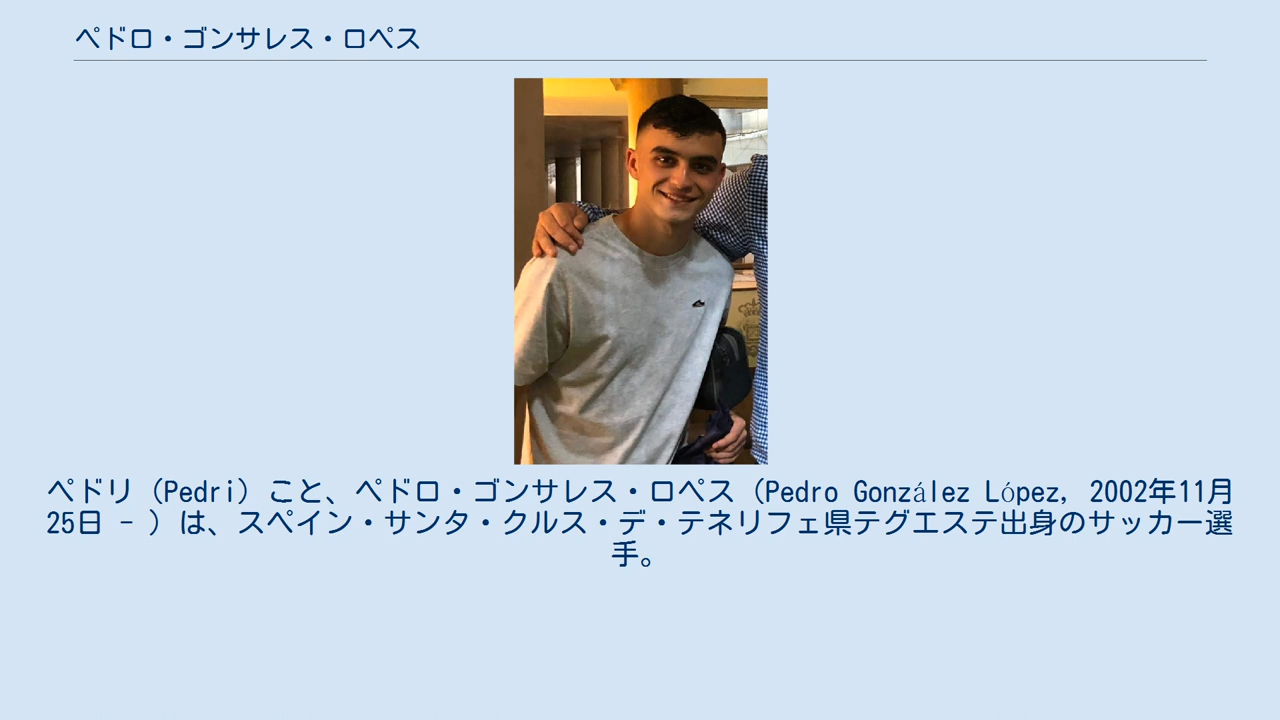 ペドロ・ゴンサレス・ロペス
ペドリ（Pedri）こと、ペドロ・ゴンサレス・ロペス（Pedro González López, 2002年11月
25日 - ）は、スペイン・サンタ・クルス・デ・テネリフェ県テグエステ出身のサッカー選
手。